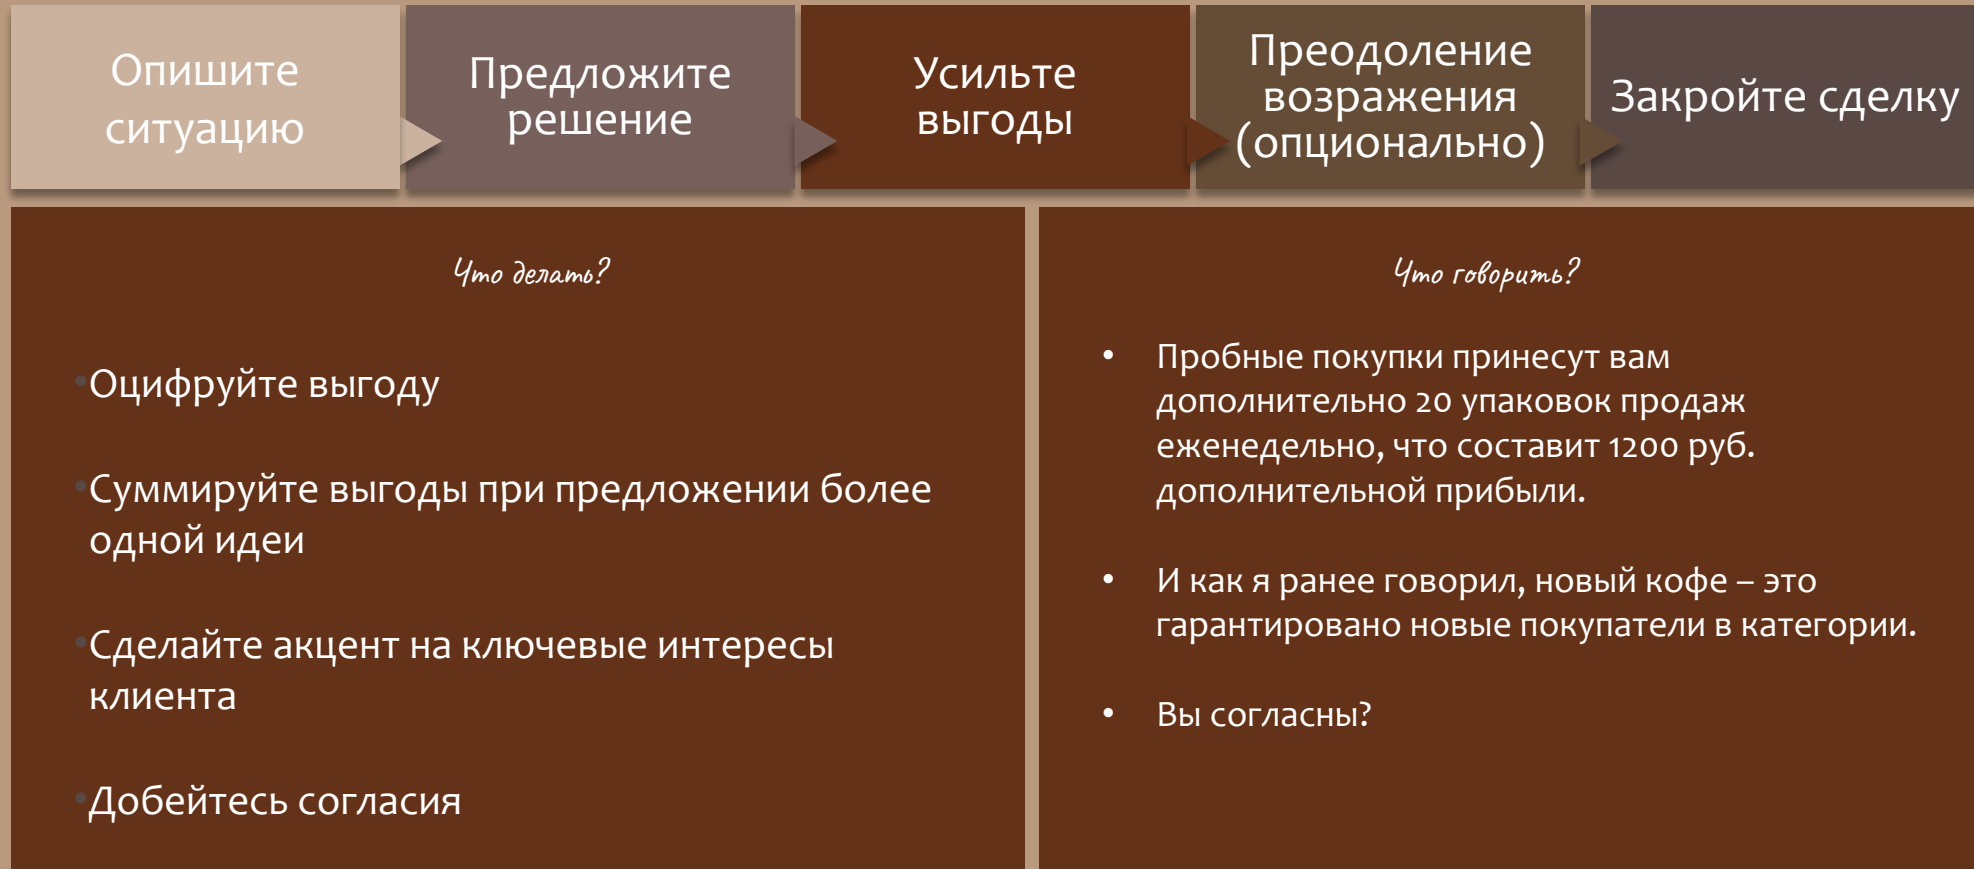 Опишите
ситуацию
Предложите
решение
Усильте
выгоды
Преодоление
возражения
(опционально)
Закройте сделку
Что делать?
•Оцифруйте выгоду
•Суммируйте выгоды при предложении более
одной идеи
•Сделайте акцент на ключевые интересы
клиента
•Добейтесь согласия
Что говорить?
• Пробные покупки принесут вам
дополнительно 20 упаковок продаж
еженедельно, что составит 1200 руб.
дополнительной прибыли.
• И как я ранее говорил, новый кофе – это
гарантировано новые покупатели в категории.
• Вы согласны?